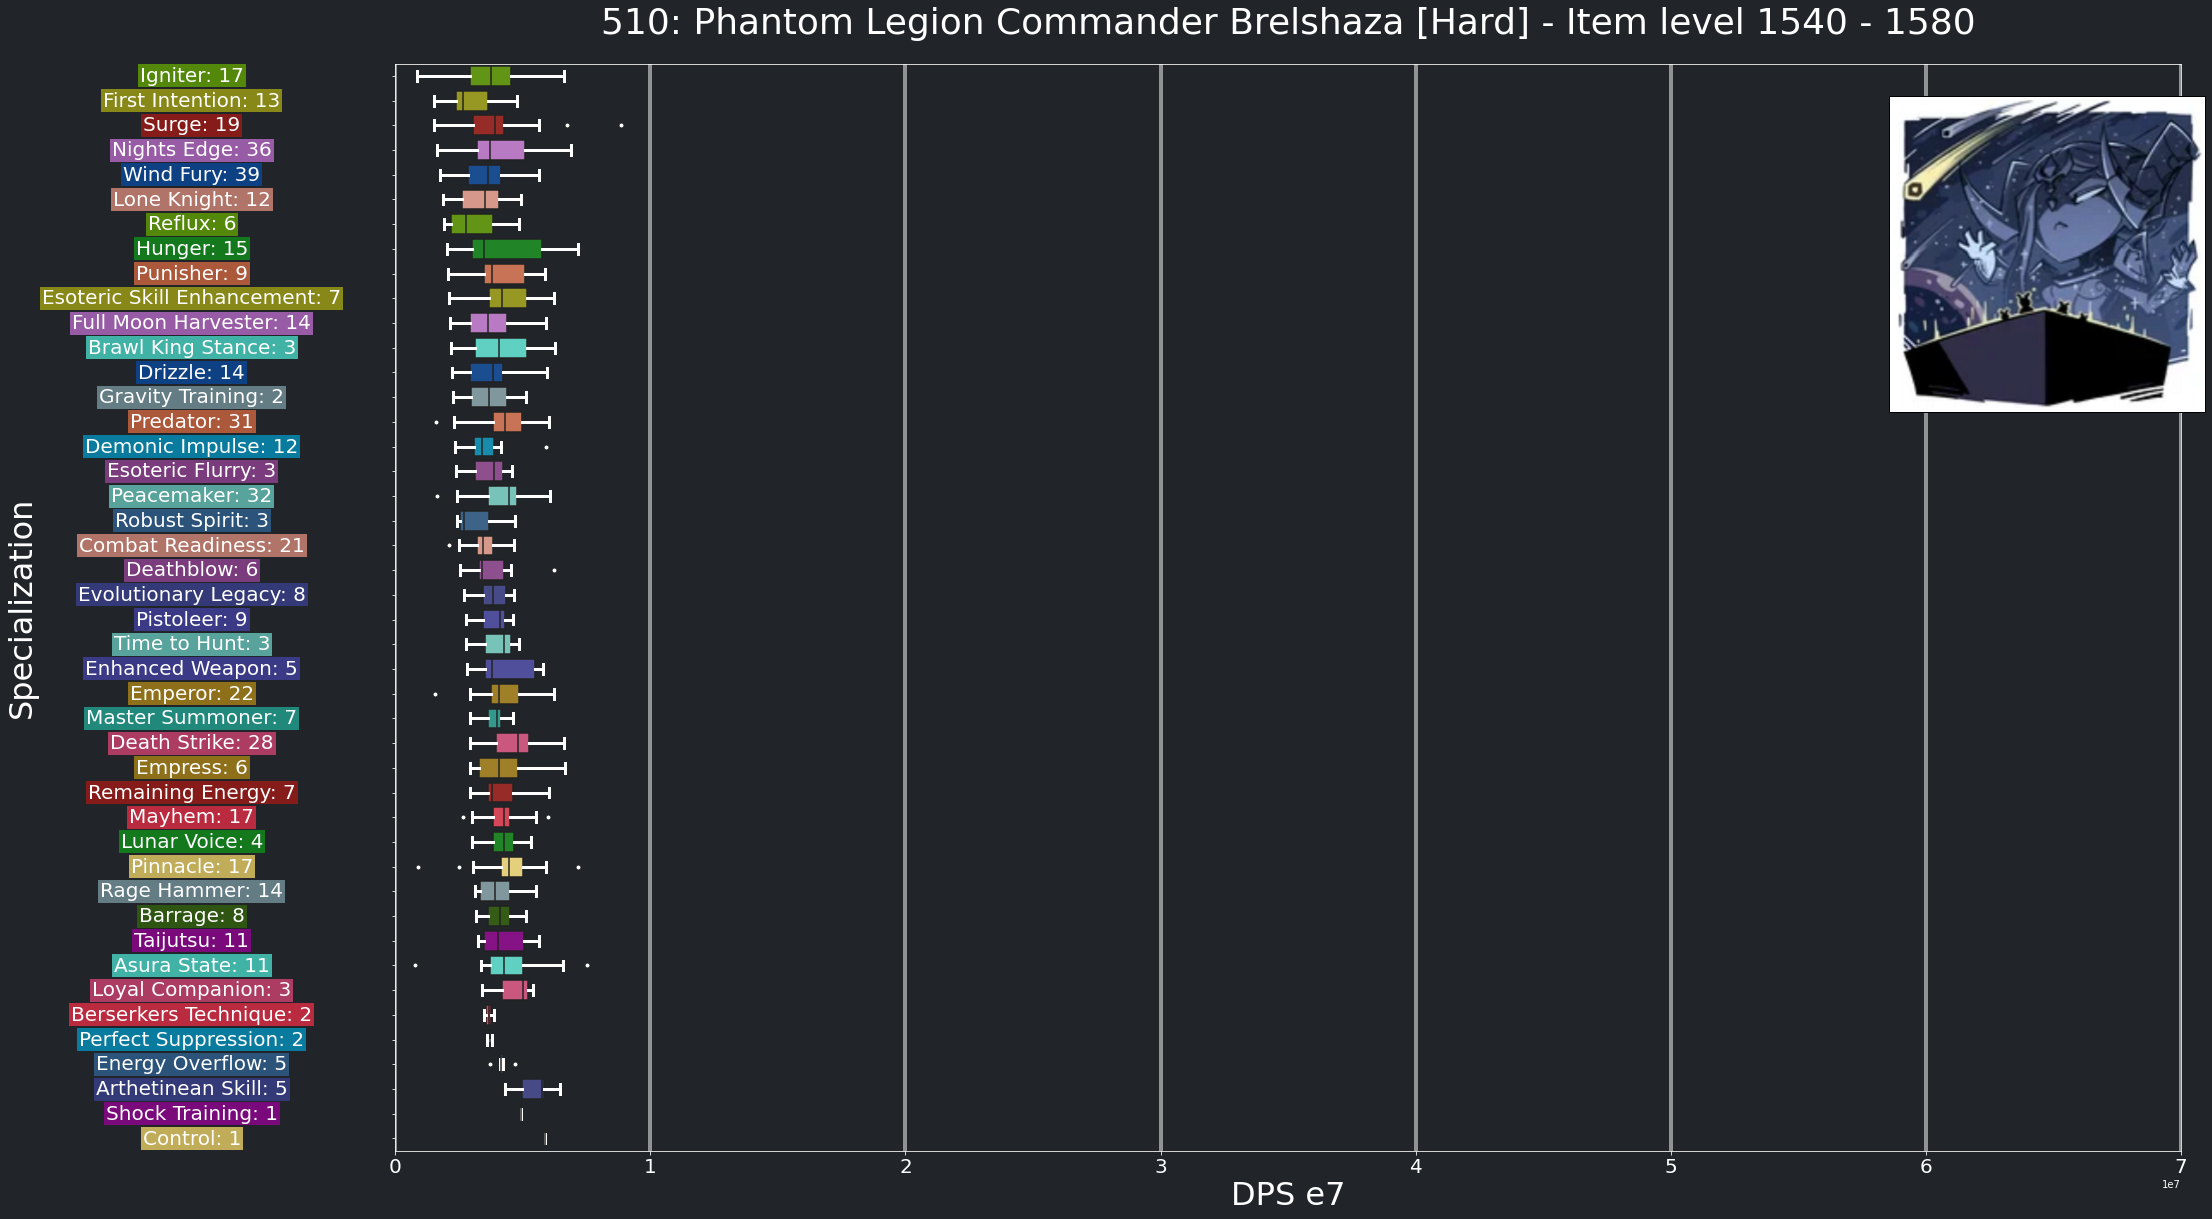 510: Phantom Legion Commander Brelshaza [Hard] - Item level 1540 - 1580
Igniter: 17
First Intention: 13
Surge: 19
Nights Edge: 36
Wind Fury: 39
Lone Knight: 12
Reflux: 6
Hunger: 15
Punisher: 9
Esoteric Skill Enhancement: 7
Full Moon Harvester: 14
Brawl King Stance: 3
Drizzle: 14
Gravity Training: 2
Predator: 31
Demonic Impulse: 12
Esoteric Flurry: 3
Peacemaker: 32
Robust Spirit: 3
Combat Readiness: 21
Deathblow: 6
Evolutionary Legacy: 8
Pistoleer: 9
Time to Hunt: 3
Enhanced Weapon: 5
Emperor: 22
Master Summoner: 7
Death Strike: 28
Empress: 6
Remaining Energy: 7
Mayhem: 17
Lunar Voice: 4
Pinnacle: 17
Rage Hammer: 14
Barrage: 8
Taijutsu: 11
Asura State: 11
Loyal Companion: 3
Berserkers Technique: 2
Perfect Suppression: 2
Energy Overflow: 5
Arthetinean Skill: 5
Shock Training: 1
Control: 1
Specialization
0 1 2 3 4 5 6 7
1e7
DPS e7